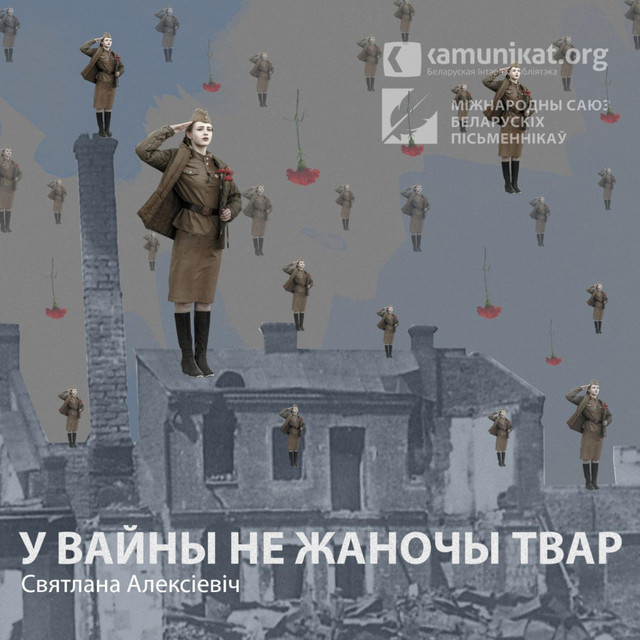 kamunikat.org
Беларуская Інтэрнэт-Бібліятэка
МІЖНАРОДНЫ САЮЗ
БЕЛАРУСКІХ
ПІСЬМЕННІКАЎ
У ВАЙНЫ НЕ ЖАНОЧЫ ТВАР
Святлана Алексіевіч